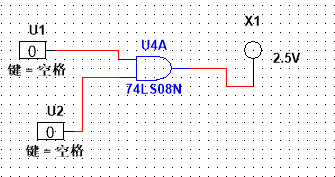 X1
U1
U4A
0
2.5V
键 = 空格
74LS08N
U2
0
键 = 空格